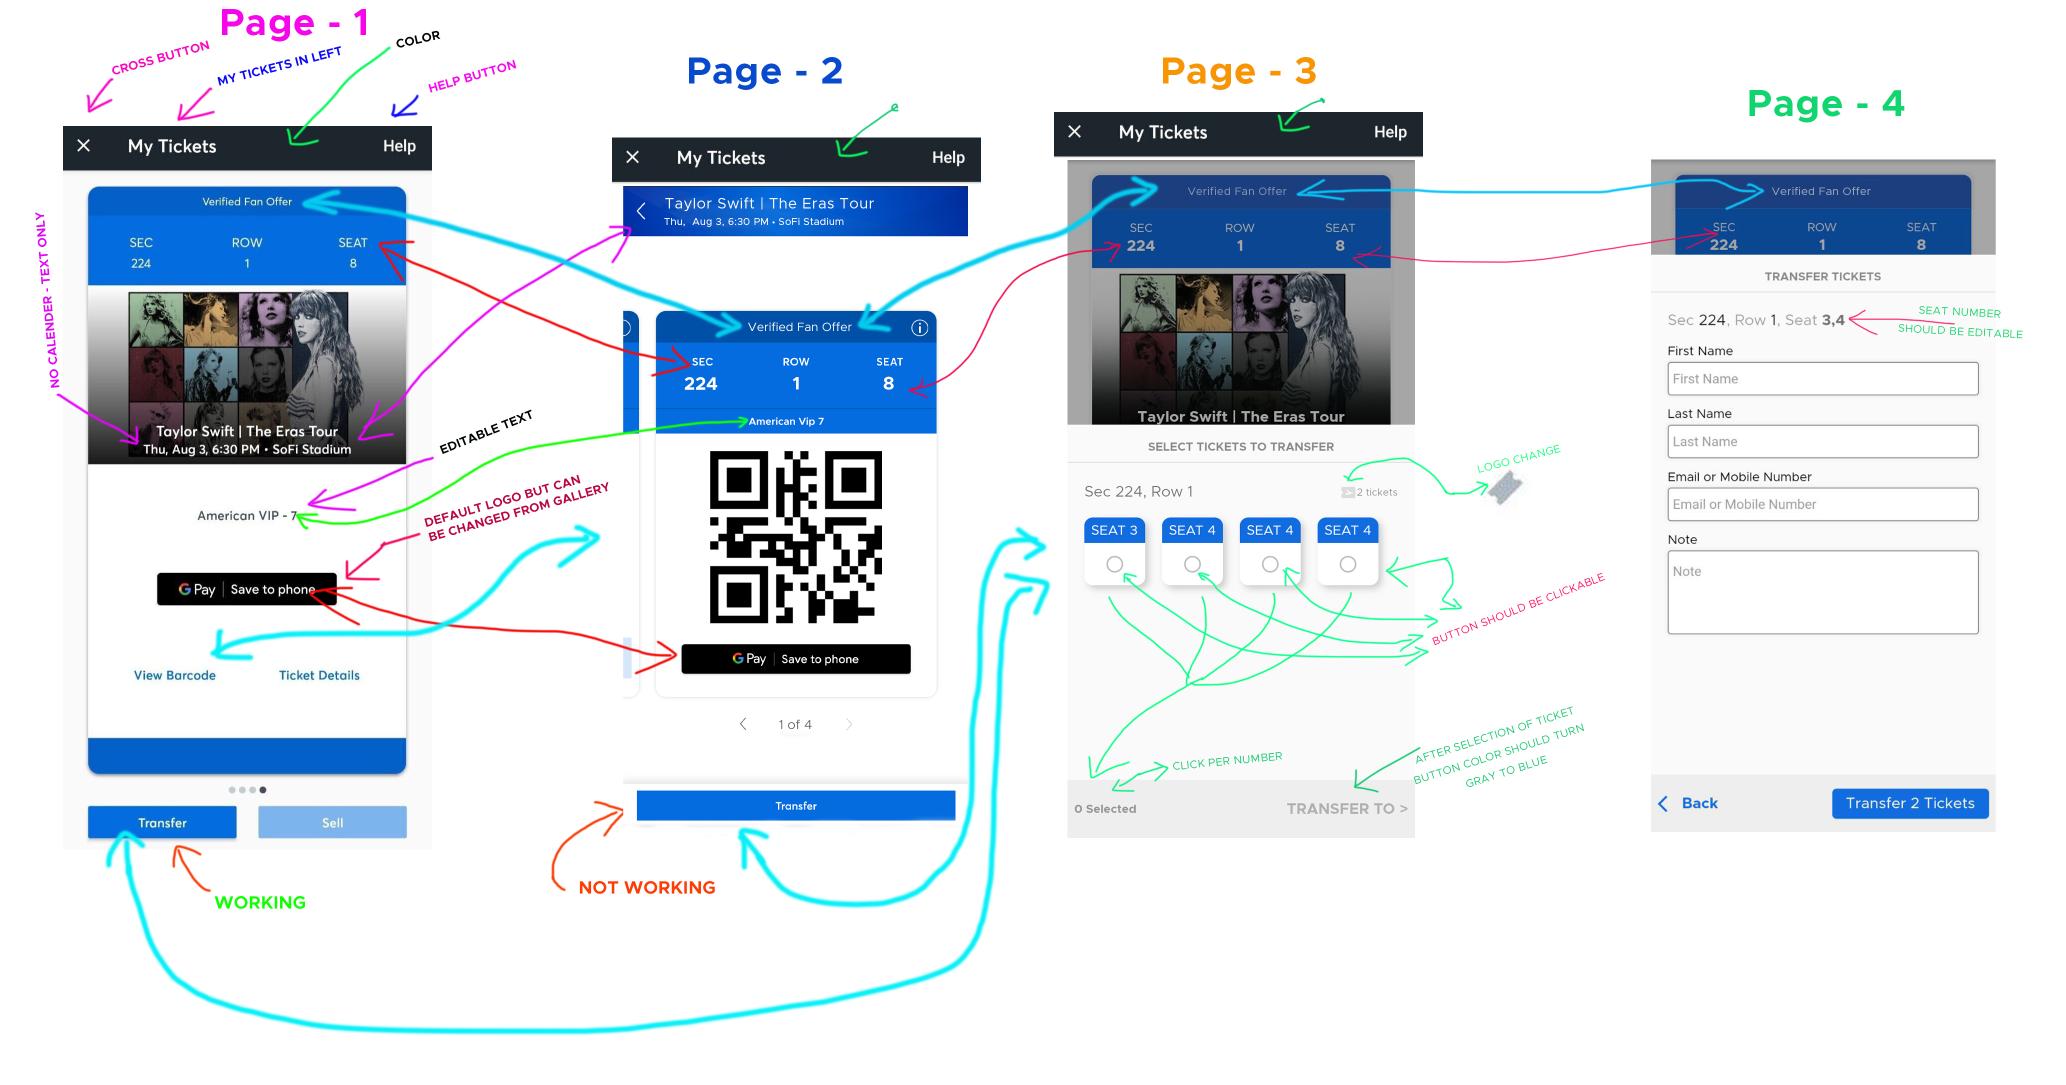 Page - 1
CROSS BUTTON
MY TICKETS IN LEFT
COLOR
HELP BUTTON
My Tickets
Help
Verified Fan Offer
SEC
ROW
SEAT
224
1
8
NO CALENDER - TEXT ONLY
Taylor Swift | The Eras Tour
Thu, Aug 3, 6:30 PM • SoFi Stadium
EDITABLE TEXT
American VIP - 7
DEFAULT LOGO BUT CAN
BE CHANGED FROM GALLERY
G Pay | Save to phone
View Barcode
Ticket Details
Transfer
Sell
WORKING
Page - 2
My Tickets
Help
Taylor Swift | The Eras Tour
Thu, Aug 3, 6:30 PM • SoFi Stadium
Verified Fan Offer
SEC
ROW
SEAT
224
1
8
American Vip 7
G Pay | Save to phone
1 of 4
Transfer
NOT WORKING
Page - 3
My Tickets
Help
Verified Fan Offer
SEC
ROW
SEAT
224
1
8
Taylor Swift | The Eras Tour
SELECT TICKETS TO TRANSFER
LOGO CHANGE
Sec 224, Row 1
2 tickets
SEAT 3
SEAT 4
SEAT 4
SEAT 4
BUTTON SHOULD BE CLICKABLE
CLICK PER NUMBER
AFTER SELECTION OF TICKET
BUTTON COLOR SHOULD TURN
GRAY TO BLUE
0 Selected
TRANSFER TO >
Page - 4
Verified Fan Offer
SEC
ROW
SEAT
224
1
8
TRANSFER TICKETS
Sec 224, Row 1, Seat 3,4
SEAT NUMBER
SHOULD BE EDITABLE
First Name
First Name
Last Name
Last Name
Email or Mobile Number
Email or Mobile Number
Note
Note
Back
Transfer 2 Tickets